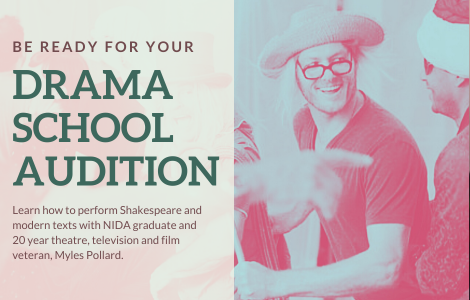 BE READY FOR YOUR
DRAMA
SCHOOL
AUDITION
Learn how to perform Shakespeare and
modern texts with NIDA graduate and
20 year theatre, television and film
veteran, Myles Pollard.